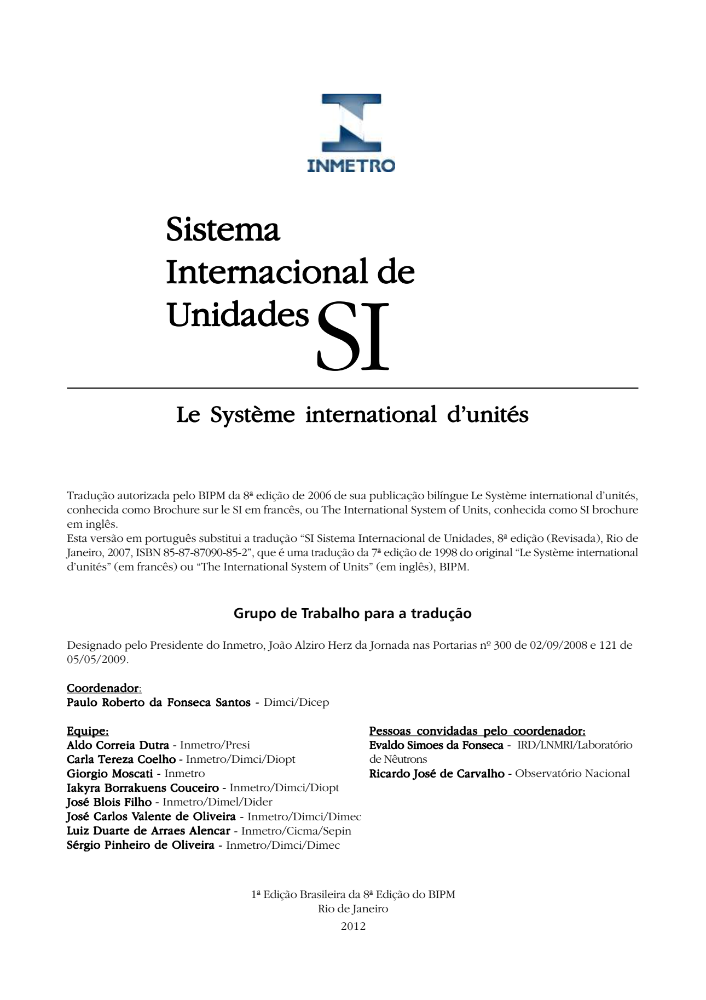 INMETRO
Sistema
Internacional de
Unidades SI
Le Système international d’unités
Tradução autorizada pelo BIPM da 8ª edição de 2006 de sua publicação bilíngue Le Système international d’unités,
conhecida como Brochure sur le SI em francês, ou The International System of Units, conhecida como SI brochure
em inglês.
Esta versão em português substitui a tradução “SI Sistema Internacional de Unidades, 8ª edição (Revisada), Rio de
Janeiro, 2007, ISBN 85-87-87090-85-2”, que é uma tradução da 7ª edição de 1998 do original “Le Système international
d’unités” (em francês) ou “The International System of Units” (em inglês), BIPM.
Grupo de Trabalho para a tradução
Designado pelo Presidente do Inmetro, João Alziro Herz da Jornada nas Portarias nº 300 de 02/09/2008 e 121 de
05/05/2009.
Coordenador:
Paulo Roberto da Fonseca Santos - Dimci/Dicep
Equipe:
Aldo Correia Dutra - Inmetro/Presi
Carla Tereza Coelho - Inmetro/Dimci/Diopt
Giorgio Moscati - Inmetro
Iakyra Borrakuens Couceiro - Inmetro/Dimci/Diopt
José Blois Filho - Inmetro/Dimel/Dider
José Carlos Valente de Oliveira - Inmetro/Dimci/Dimec
Luiz Duarte de Arraes Alencar - Inmetro/Cicma/Sepin
Sérgio Pinheiro de Oliveira - Inmetro/Dimci/Dimec
Pessoas convidadas pelo coordenador:
Evaldo Simoes da Fonseca - IRD/LNMRI/Laboratório
de Nêutrons
Ricardo José de Carvalho - Observatório Nacional
1ª Edição Brasileira da 8ª Edição do BIPM
Rio de Janeiro
2012